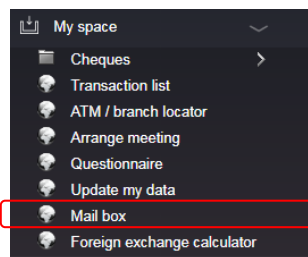 My space
Cheques
Transaction list
ATM / branch locator
Arrange meeting
Questionnaire
Update my data
Mail box
Foreign exchange calculator